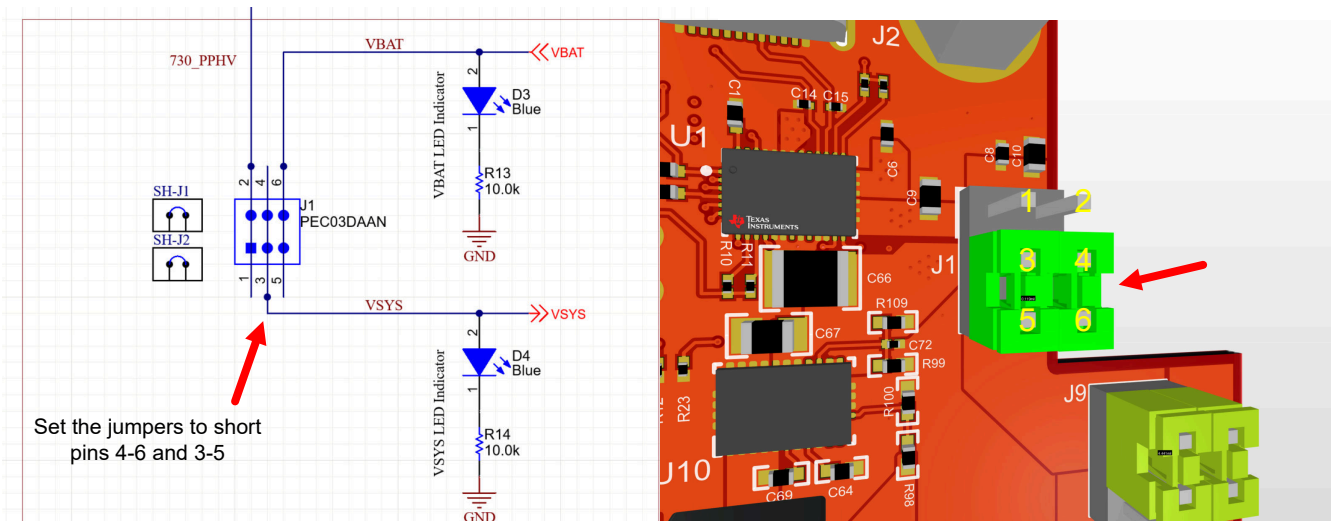 VBAT
VBAT
730_PPHV
VBAT LED Indicator
2
D3
Blue
1
R13
10.0k
GND
2
4
6
SH-J1
J1
PEC03DAAN
SH-J2
1
3
5
VSYS
VSYS
VSYS LED Indicator
2
D4
Blue
1
R14
10.0k
GND
Set the jumpers to short
pins 4-6 and 3-5
J2
C1
C14
C15
U1
C6
C8
C10
C9
TEXAS
INSTRUMENTS
R10
R11
J1
1
2
3
4
5
6
C66
R109
C67
C72
R99
R100
R23
J9
U10
C69
C64
R98